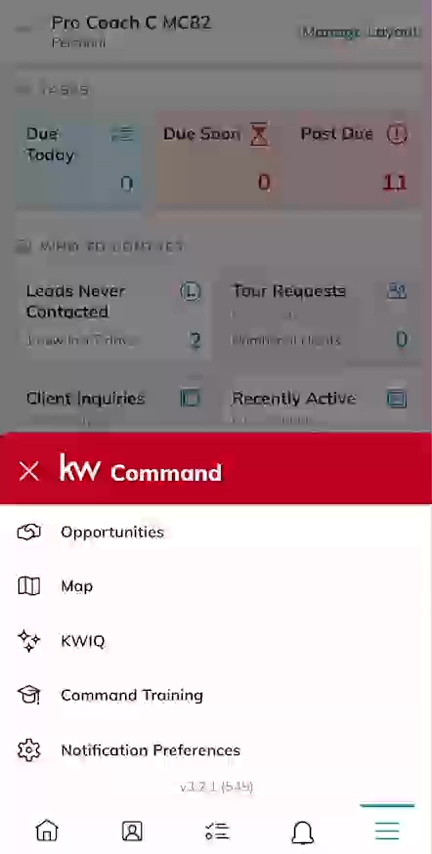 Pro Coach C MC82
Manage Layout
Personal
TASKS
Due Today
0
Due Soon
0
Past Due
11
WHO TO CONTACT
Leads Never Contacted
2
Tour Requests
0
Client Inquiries
Recently Active
kw Command
Opportunities
Map
KWIQ
Command Training
Notification Preferences
v3.2.1 (549)